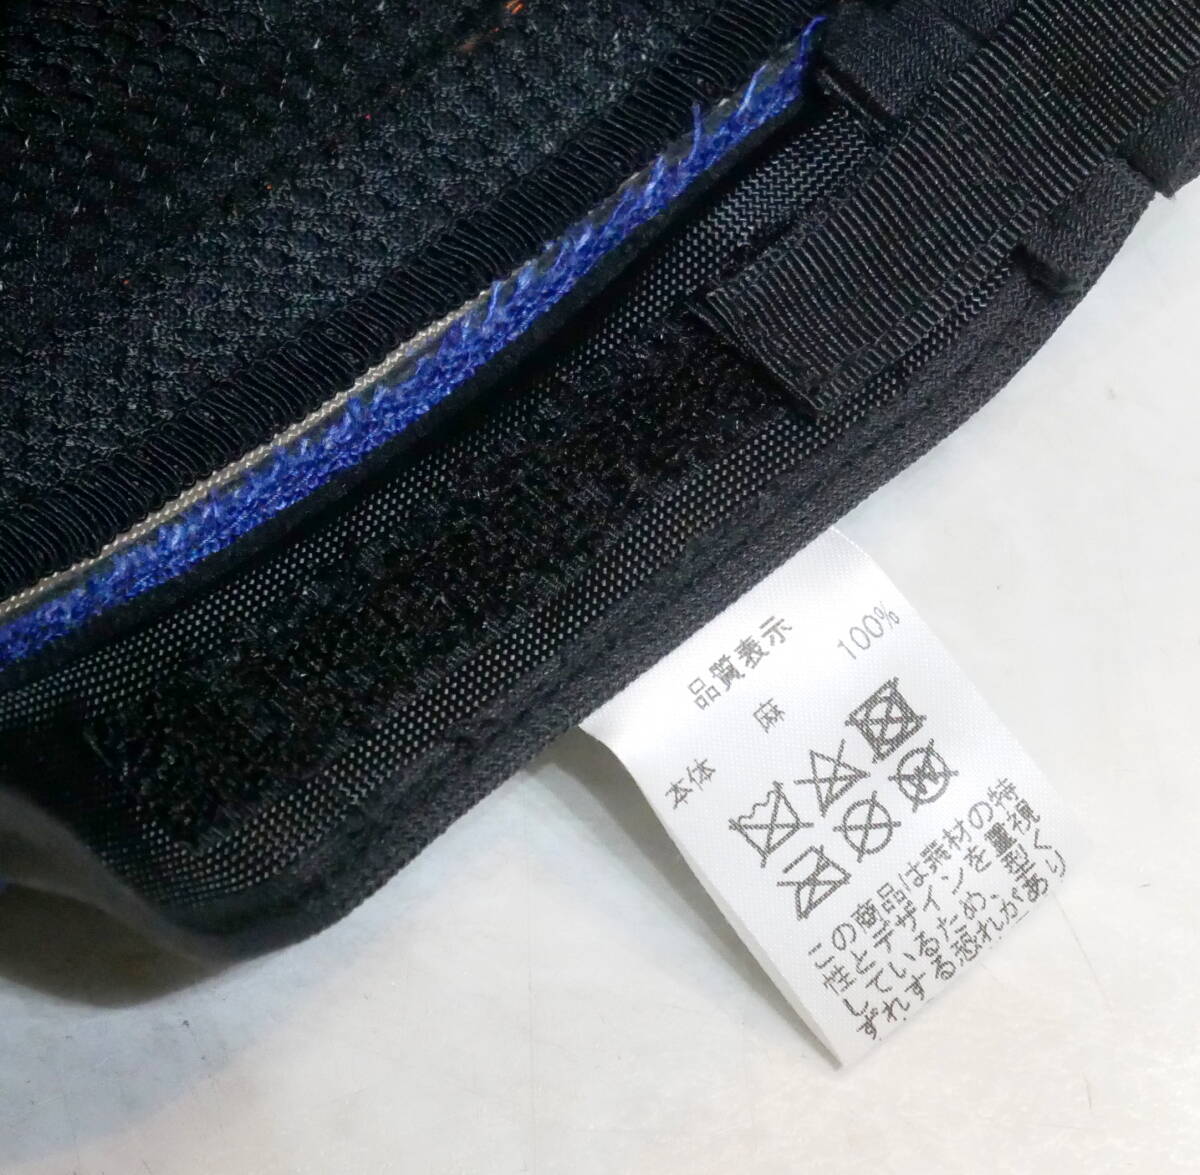 品質表示
本体　麻　100%
この商品は素材の特
性とデザインを重視
しているため、型く
ずれする恐れがあり